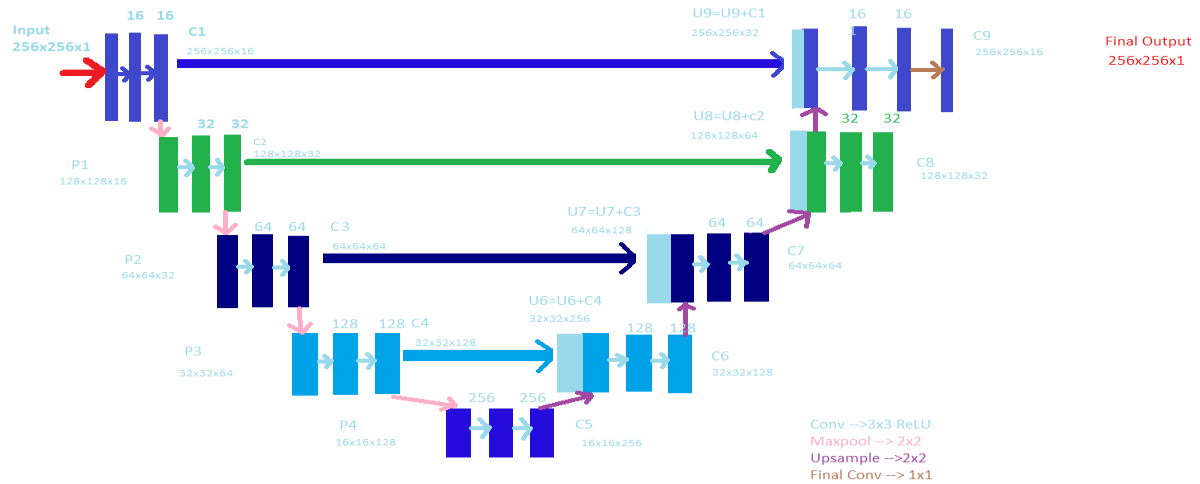 Input
256x256x1
16 16
C1
256x256x16
U9=U9+C1
256x256x32
16 16
1
C9
256x256x16
Final Output
256x256x1
P1
128x128x16
32 32
C2
128x128x32
U8=U8+c2
128x128x64
32 32
C8
128x128x32
P2
64x64x32
64 64
C3
64x64x64
U7=U7+C3
64x64x128
64 64
C7
64x64x64
P3
32x32x64
128 128
C4
32x32x128
U6=U6+C4
32x32x256
128 128
C6
32x32x128
P4
16x16x128
256 256
C5
16x16x256
Conv -->3x3 ReLU
Maxpool --> 2x2
Upsample -->2x2
Final Conv --> 1x1